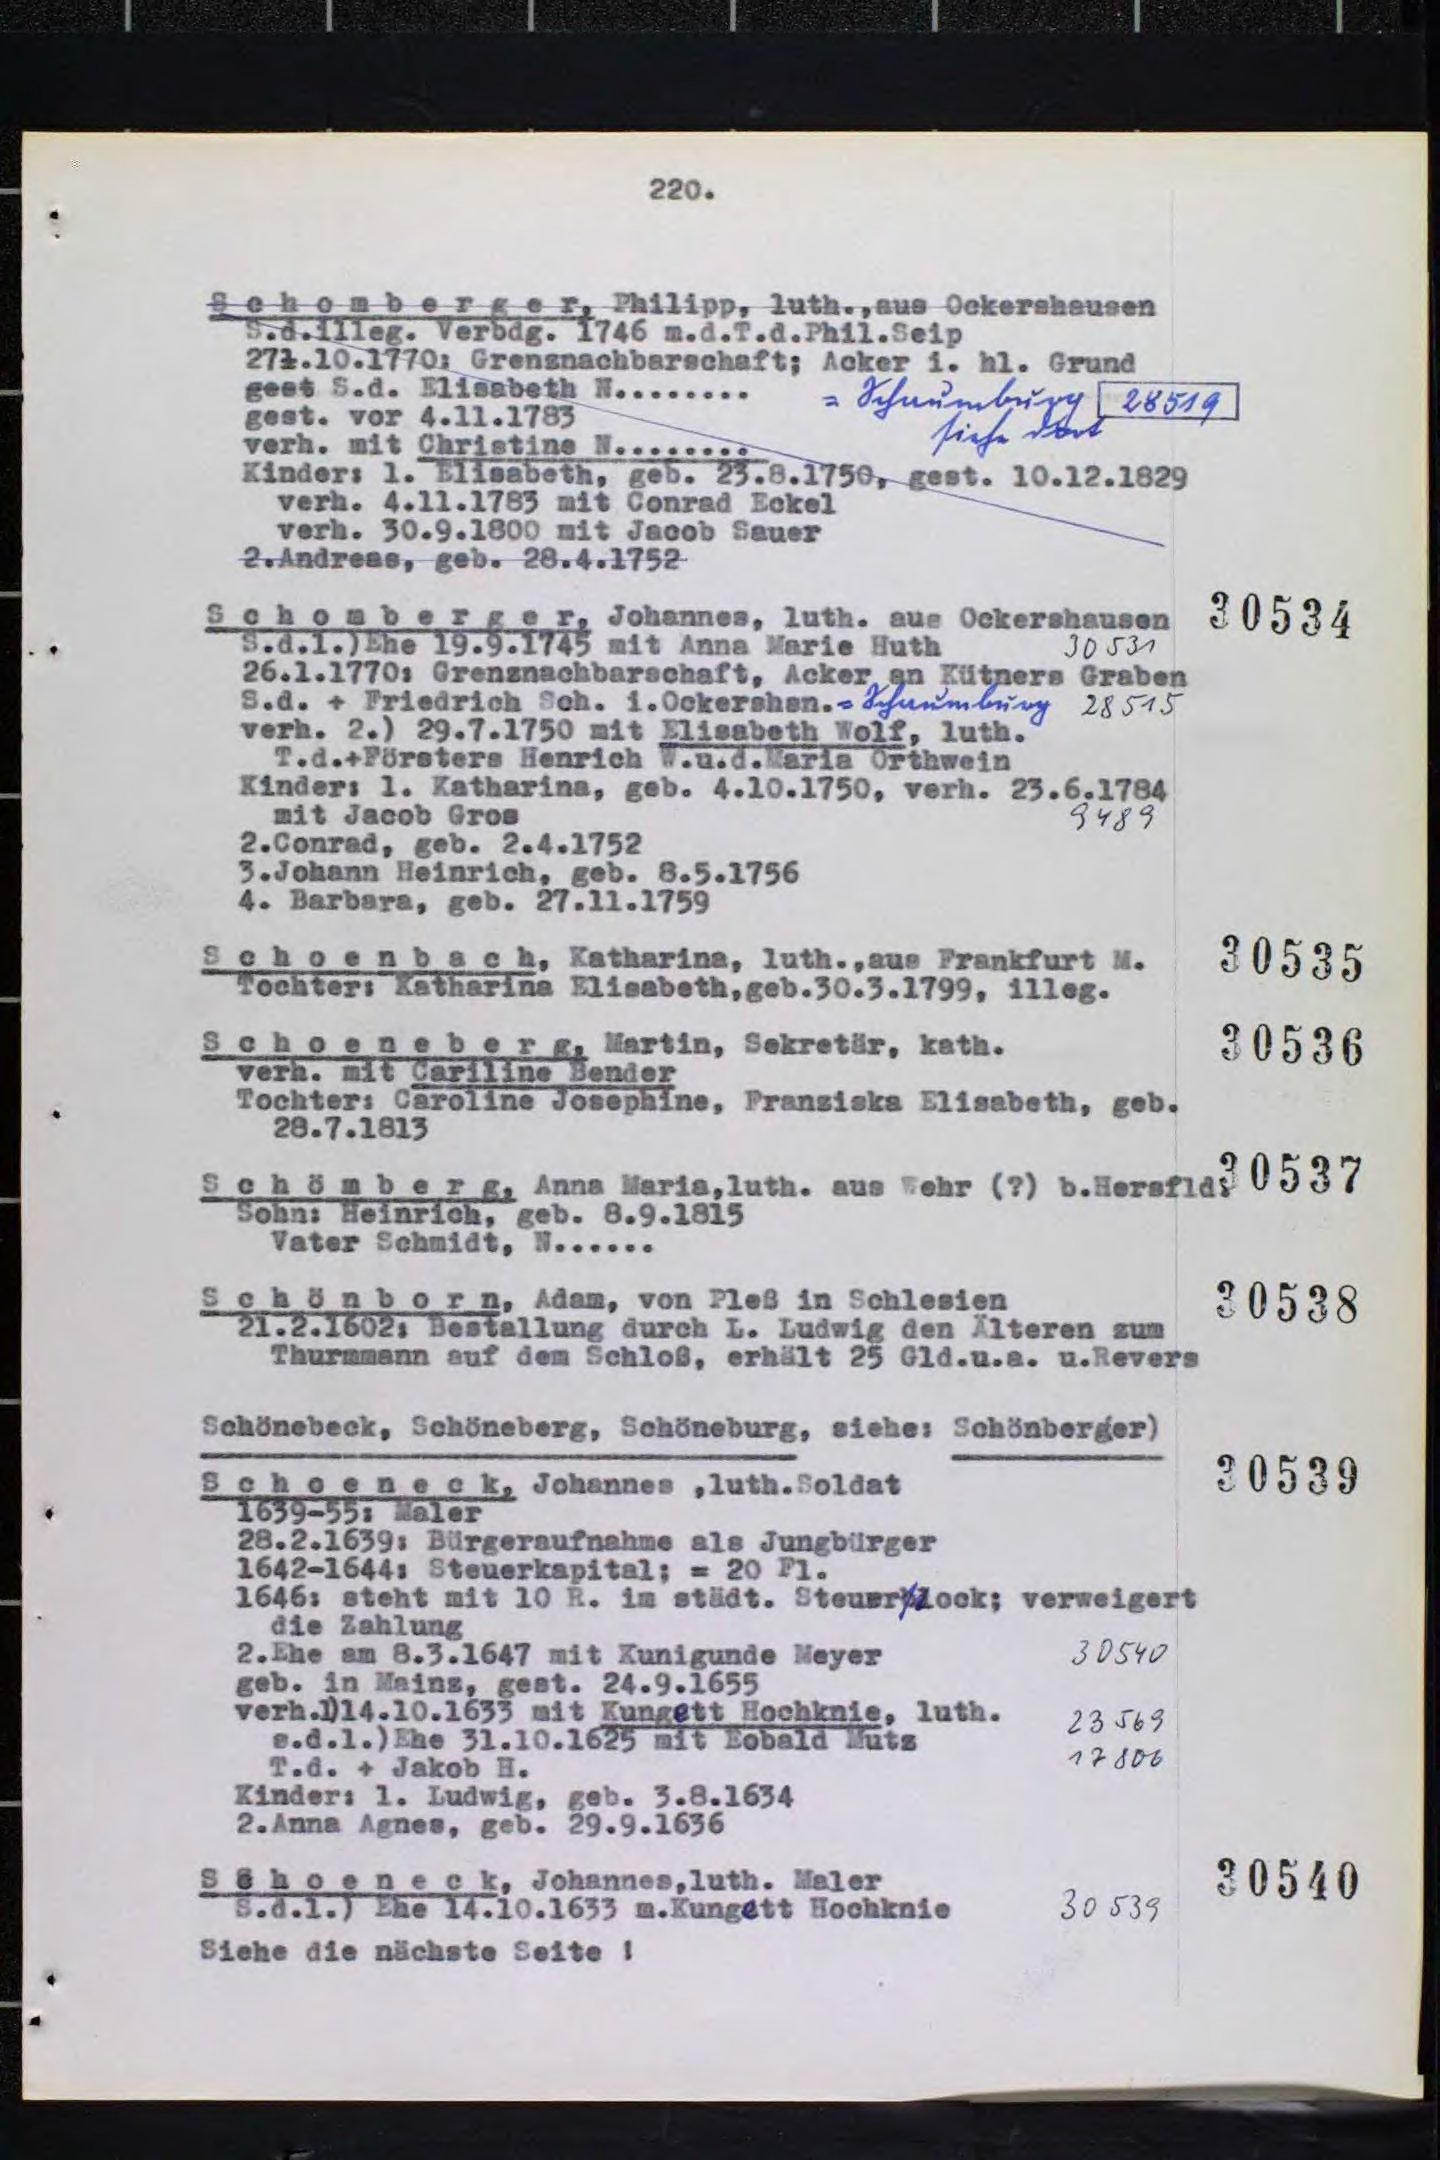 220.
S c h o m b e r g e r, Philipp, luth.,aus Ockershausen
S.d.illeg. Verbdg. 1746 m.d.T.d.Phil.Seip
271.10.1770: Grenznachbarschaft; Acker i. hl. Grund
gest S.d. Elisabeth N........ = Schaumburg 28519
gest. vor 4.11.1783 siehe dort
verh. mit Christine N........
Kinder: 1. Elisabeth, geb. 23.8.1750, gest. 10.12.1829
verh. 4.11.1783 mit Conrad Eckel
verh. 30.9.1800 mit Jacob Sauer
2.Andreas, geb. 28.4.1752
S c h o m b e r g e r, Johannes, luth. aus Ockershausen 30534
S.d.1.)Ehe 19.9.1745 mit Anna Marie Huth 30531
26.1.1770: Grenznachbarschaft, Acker an Kütners Graben
S.d. + Friedrich Sch. i.Ockershsn. = Schaumburg 28515
verh. 2.) 29.7.1750 mit Elisabeth Wolf, luth.
T.d.+Försters Henrich W.u.d.Maria Orthwein
Kinder: 1. Katharina, geb. 4.10.1750, verh. 23.6.1784
mit Jacob Gros 9489
2.Conrad, geb. 2.4.1752
3.Johann Heinrich, geb. 8.5.1756
4. Barbara, geb. 27.11.1759
S c h o e n b a c h, Katharina, luth.,aus Frankfurt M. 30535
Tochter: Katharina Elisabeth,geb.30.3.1799, illeg.
S c h o e n e b e r g, Martin, Sekretär, kath. 30536
verh. mit Cariline Bender
Tochter: Caroline Josephine, Franziska Elisabeth, geb.
28.7.1813
S c h ö m b e r g, Anna Maria,luth. aus Wehr (?) b.Hersfld. 30537
Sohn: Heinrich, geb. 8.9.1815
Vater Schmidt, N......
S c h ö n b o r n, Adam, von Pleß in Schlesien 30538
21.2.1602: Bestallung durch L. Ludwig den Älteren zum
Thurmmann auf dem Schloß, erhält 25 Gld.u.a. u.Revers
Schönebeck, Schöneberg, Schöneburg, siehe: Schönberger)
S c h o e n e c k, Johannes ,luth.Soldat 30539
1639-55: Maler
28.2.1639: Bürgeraufnahme als Jungbürger
1642-1644: Steuerkapital; = 20 Fl.
1646: steht mit 10 R. im städt. Steuerblock; verweigert
die Zahlung
2.Ehe am 8.3.1647 mit Kunigunde Meyer 30540
geb. in Mainz, gest. 24.9.1655
verh.1)14.10.1633 mit Kungett Hochknie, luth. 23569
s.d.1.)Ehe 31.10.1625 mit Eobald Mutz 17806
T.d. + Jakob H.
Kinder: 1. Ludwig, geb. 3.8.1634
2.Anna Agnes, geb. 29.9.1636
S c h o e n e c k, Johannes,luth. Maler 30540
S.d.1.) Ehe 14.10.1633 m.Kungett Hochknie 30539
Siehe die nächste Seite !